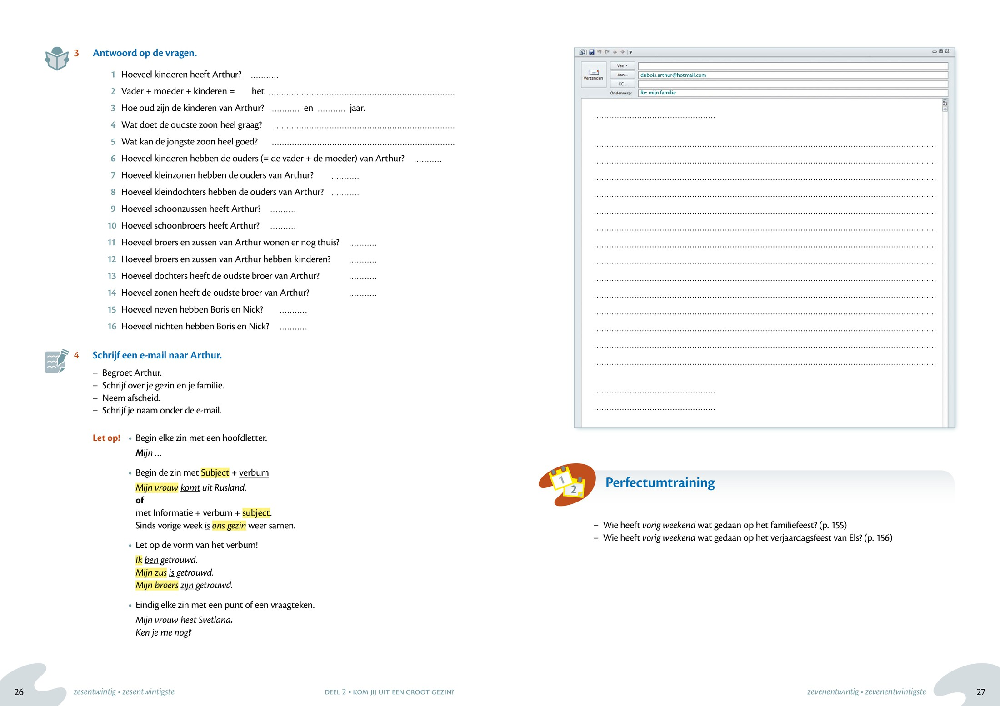 3 Antwoord op de vragen.
1 Hoeveel kinderen heeft Arthur? ...........
2 Vader + moeder + kinderen = het ..........................................................................
3 Hoe oud zijn de kinderen van Arthur? ........... en ........... jaar.
4 Wat doet de oudste zoon heel graag? ........................................................................
5 Wat kan de jongste zoon heel goed? .........................................................................
6 Hoeveel kinderen hebben de ouders (= de vader + de moeder) van Arthur? ...........
7 Hoeveel kleinzonen hebben de ouders van Arthur? ...........
8 Hoeveel kleindochters hebben de ouders van Arthur? ...........
9 Hoeveel schoonzussen heeft Arthur? ..........
10 Hoeveel schoonbroers heeft Arthur? ..........
11 Hoeveel broers en zussen van Arthur wonen er nog thuis? ...........
12 Hoeveel broers en zussen van Arthur hebben kinderen? ...........
13 Hoeveel dochters heeft de oudste broer van Arthur? ...........
14 Hoeveel zonen heeft de oudste broer van Arthur? ...........
15 Hoeveel neven hebben Boris en Nick? ...........
16 Hoeveel nichten hebben Boris en Nick? ...........
4 Schrijf een e-mail naar Arthur.
– Begroet Arthur.
– Schrijf over je gezin en je familie.
– Neem afscheid.
– Schrijf je naam onder de e-mail.
Let op! • Begin elke zin met een hoofdletter.
Mijn ...
• Begin de zin met Subject + verbum
Mijn vrouw komt uit Rusland.
of
met Informatie + verbum + subject.
Sinds vorige week is ons gezin weer samen.
• Let op de vorm van het verbum!
Ik ben getrouwd.
Mijn zus is getrouwd.
Mijn broers zijn getrouwd.
• Eindig elke zin met een punt of een vraagteken.
Mijn vrouw heet Svetlana.
Ken je me nog?
26 zesentwintig • zesentwintigste DEEL 2 • KOM JIJ UIT EEN GROOT GEZIN?
Verzenden
Van
Aan... dubois.arthur@hotmail.com
CC...
Onderwerp: Re: mijn familie
1
2
Perfectumtraining
– Wie heeft vorig weekend wat gedaan op het familiefeest? (p. 155)
– Wie heeft vorig weekend wat gedaan op het verjaardagsfeest van Els? (p. 156)
zevenentwintig • zevenentwintigste 27